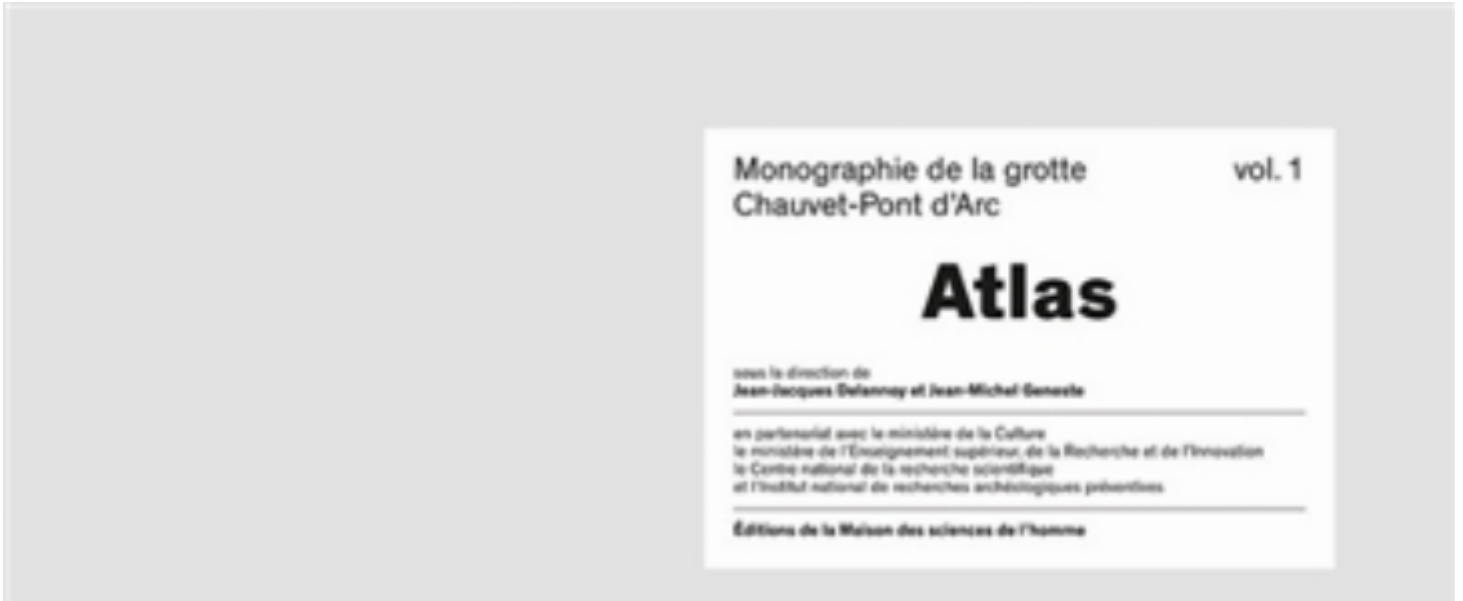 Monographie de la grotte vol. 1
Chauvet-Pont d'Arc
Atlas
sous la direction de
Jean-Jacques Delannoy et Jean-Michel Geneste
en partenariat avec le ministère de la Culture
le ministère de l'Enseignement supérieur, de la Recherche et de l'Innovation
le Centre national de la recherche scientifique
et l'Institut national de recherches archéologiques préventives
Éditions de la Maison des sciences de l'homme